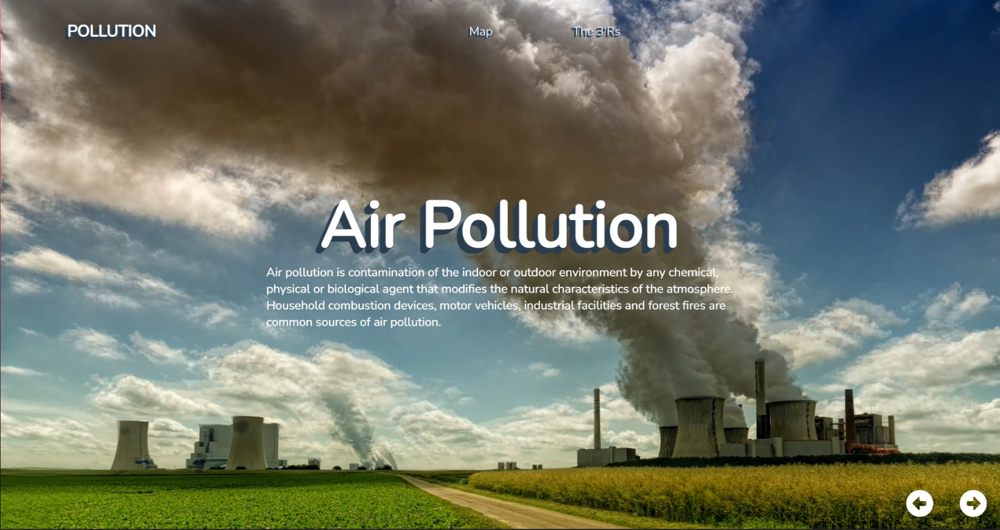 POLLUTION
Map
The 3'Rs
Air Pollution
Air pollution is contamination of the indoor or outdoor environment by any chemical,
physical or biological agent that modifies the natural characteristics of the atmosphere.
Household combustion devices, motor vehicles, industrial facilities and forest fires are
common sources of air pollution.